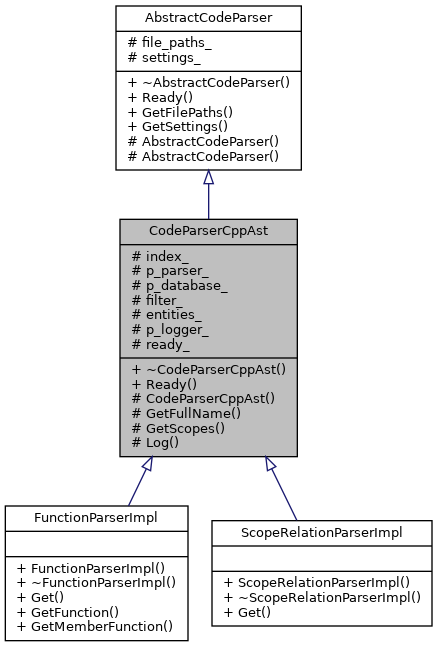 AbstractCodeParser
# file_paths_
# settings_
+ ~AbstractCodeParser()
+ Ready()
+ GetFilePaths()
+ GetSettings()
# AbstractCodeParser()
# AbstractCodeParser()
CodeParserCppAst
# index_
# p_parser_
# p_database_
# filter_
# entities_
# p_logger_
# ready_
+ ~CodeParserCppAst()
+ Ready()
# CodeParserCppAst()
# GetFullName()
# GetScopes()
# Log()
FunctionParserImpl
+ FunctionParserImpl()
+ ~FunctionParserImpl()
+ Get()
+ GetFunction()
+ GetMemberFunction()
ScopeRelationParserImpl
+ ScopeRelationParserImpl()
+ ~ScopeRelationParserImpl()
+ Get()